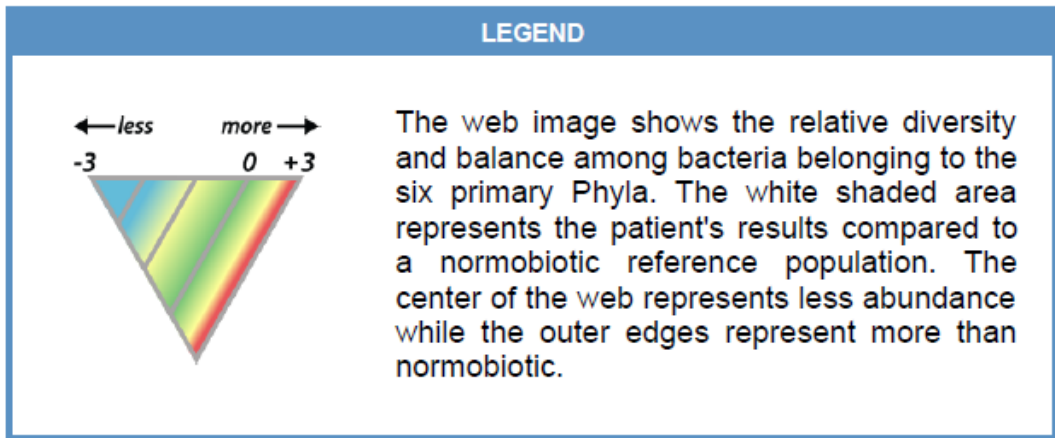 LEGEND
less more
-3 0 +3
The web image shows the relative diversity
and balance among bacteria belonging to the
six primary Phyla. The white shaded area
represents the patient's results compared to
a normobiotic reference population. The
center of the web represents less abundance
while the outer edges represent more than
normobiotic.